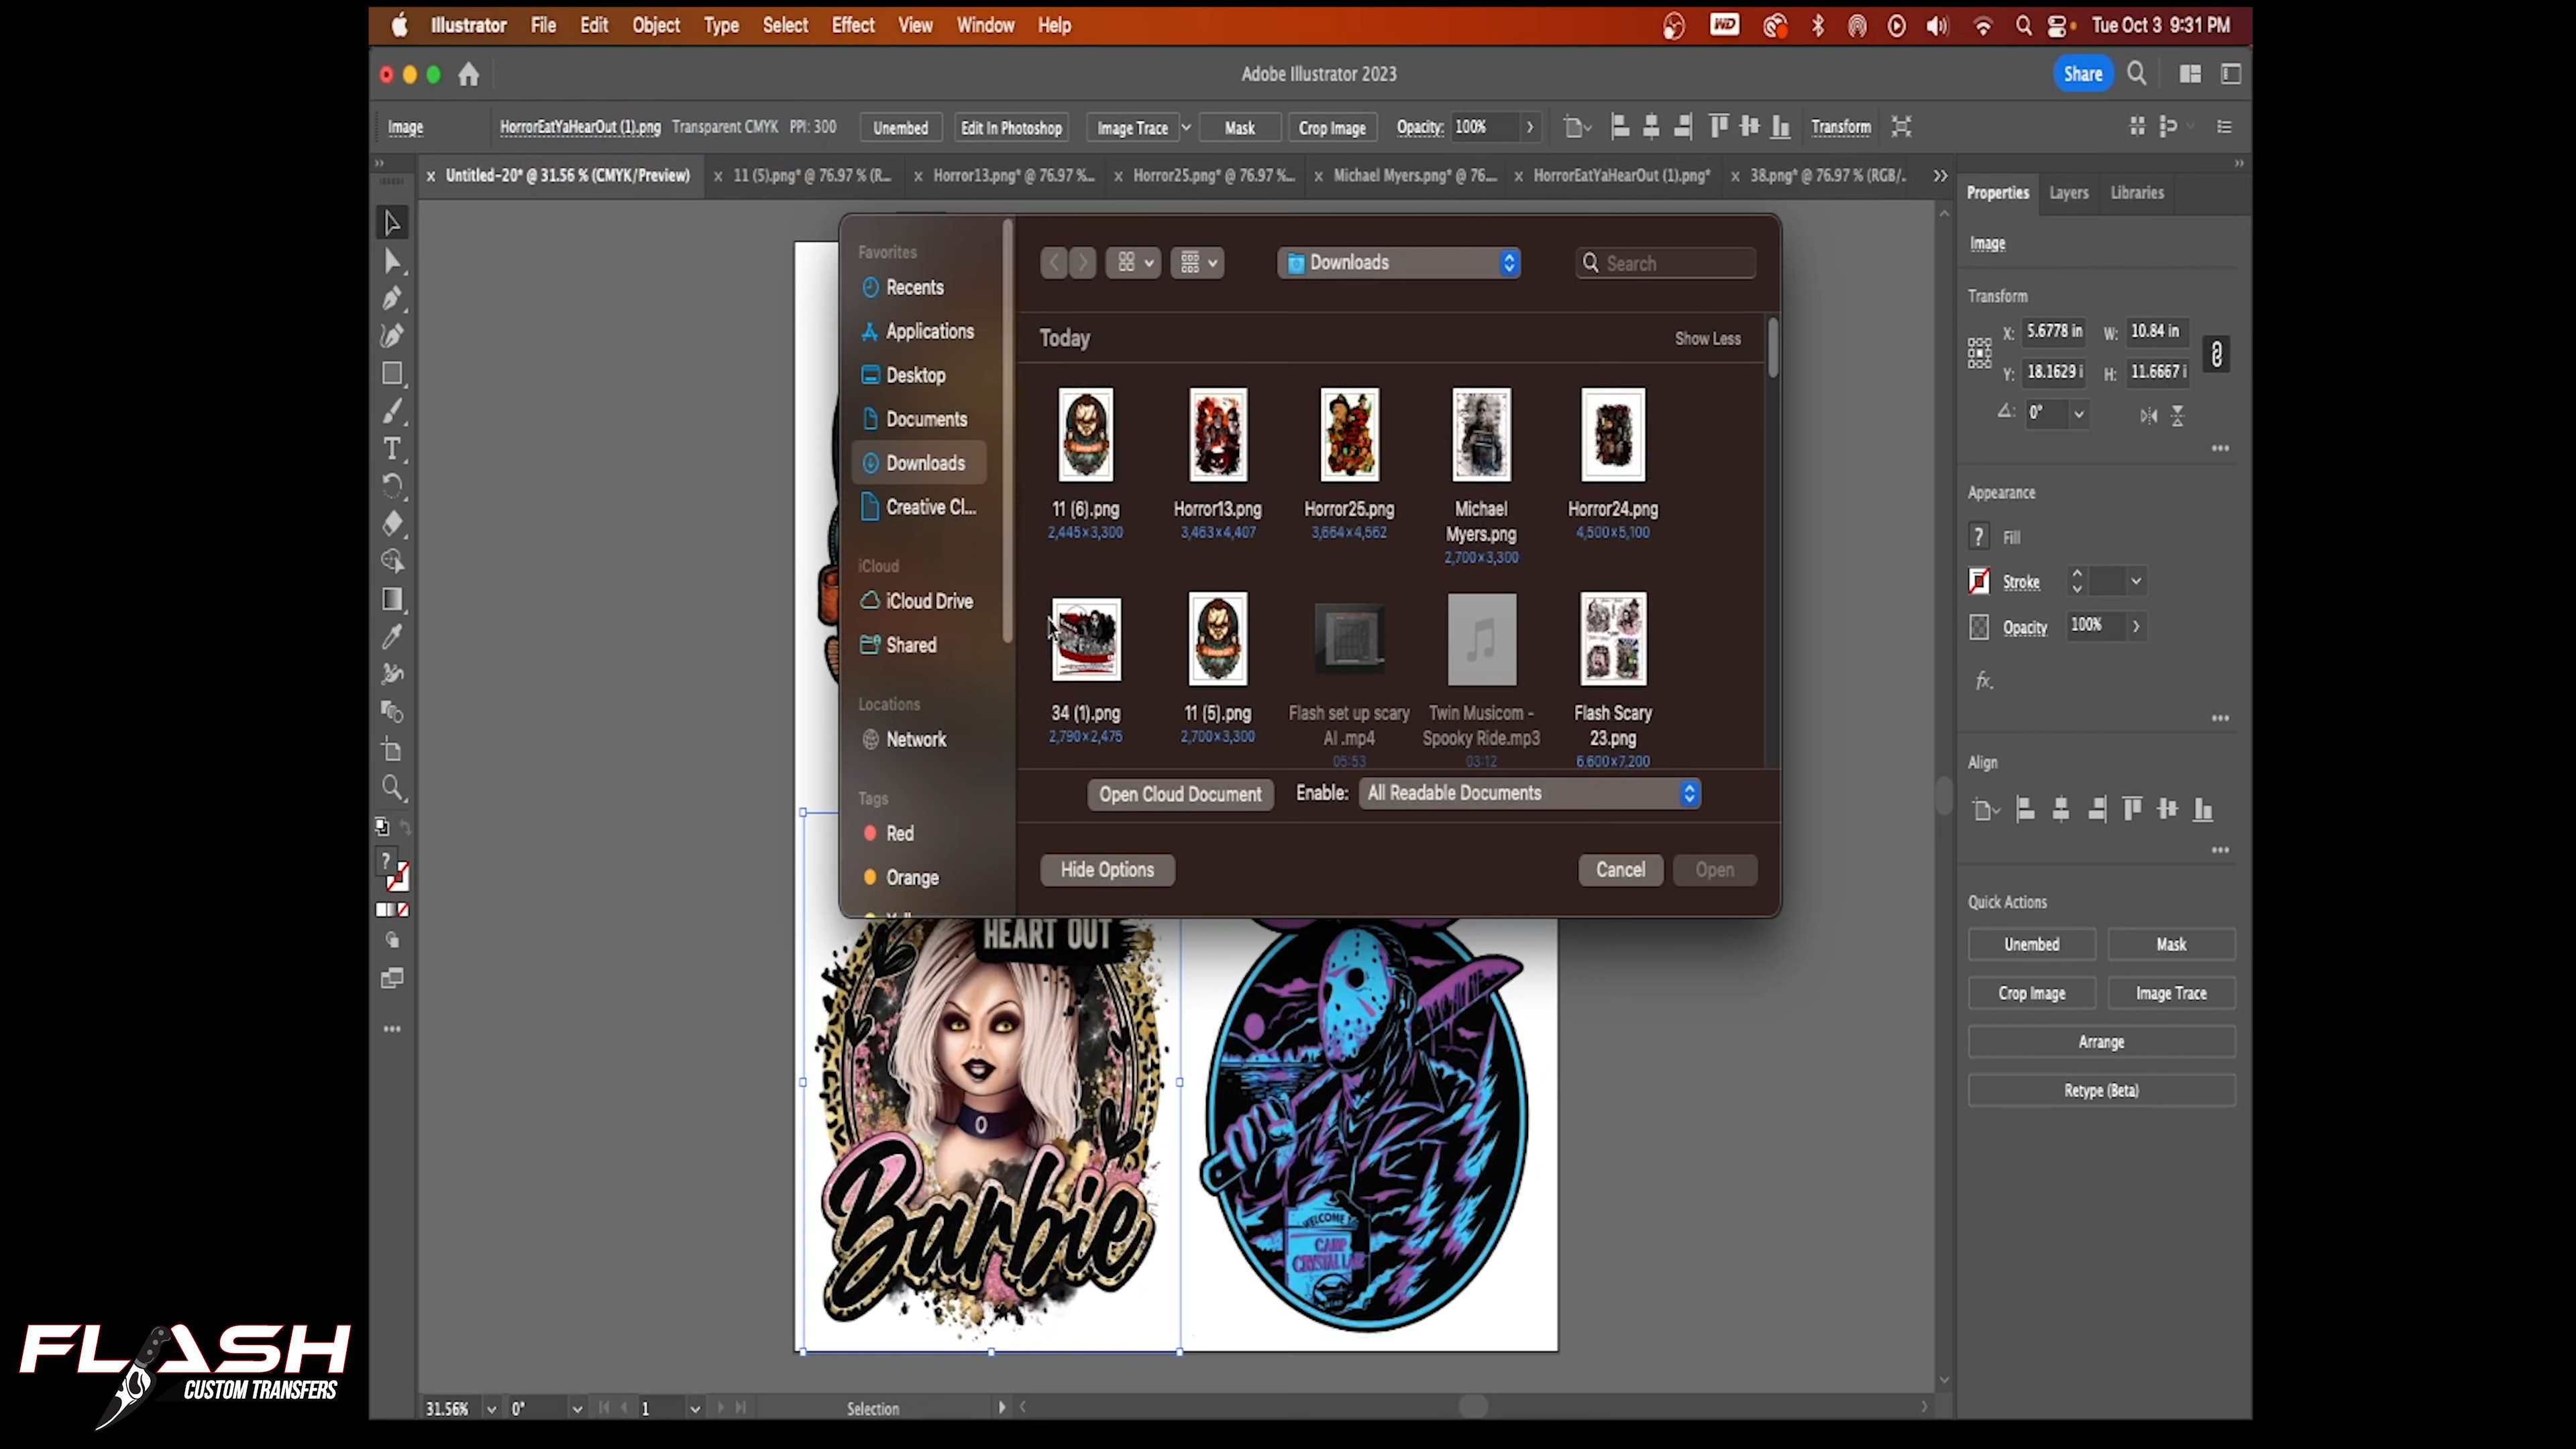 Illustrator File Edit Object Type Select Effect View Window Help
WD Tue Oct 3 9:31 PM
Adobe Illustrator 2023
Share
Image HorrorEatYaHearOut (1).png Transparent CMYK PPI: 300 Unembed Edit In Photoshop Image Trace Mask Crop Image Opacity: 100% Transform
Untitled-20* @ 31.56 % (CMYK/Preview) 11 (5).png* @ 76.97 % (R... Horror13.png* @ 76.97 %... Horror25.png* @ 76.97 %... Michael Myers.png* @ 76.... HorrorEatYaHearOut (1).png* 38.png* @ 76.97 % (RGB/.
Properties Layers Libraries
Image
Transform
X: 5.6778 in W: 10.84 in
Y: 18.1629 i H: 11.6667 i
0°
Appearance
? Fill
Stroke
Opacity 100%
fx.
Align
Quick Actions
Unembed Mask
Crop Image Image Trace
Arrange
Retype (Beta)
Favorites
Recents
Applications
Desktop
Documents
Downloads
Creative Cl...
iCloud
iCloud Drive
Shared
Locations
Network
Tags
Red
Orange
Downloads
Search
Today Show Less
11 (6).png
2,445×3,300
Horror13.png
3,463×4,407
Horror25.png
3,664×4,562
Michael
Myers.png
2,700×3,300
Horror24.png
4,500×5,100
34 (1).png
2,790×2,475
11 (5).png
2,700×3,300
Flash set up scary
AI .mp4
05:53
Twin Musicom -
Spooky Ride.mp3
03:12
Flash Scary
23.png
6,600×7,200
Open Cloud Document Enable: All Readable Documents
Hide Options Cancel Open
HEART OUT
Barbie
WELCOME
CAMP
CRYSTAL
?
31.56% 0° 1 Selection
FLASH
CUSTOM TRANSFERS